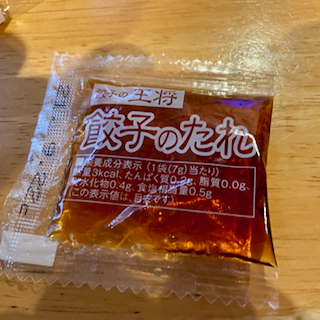 餃子の王将
餃子のたれ
栄養成分表示 (1袋(7g)当たり)
熱量3kcal、たんぱく質0.2g、脂質0.0g、
炭水化物0.4g、食塩相当量0.5g
(この表示値は、目安です)